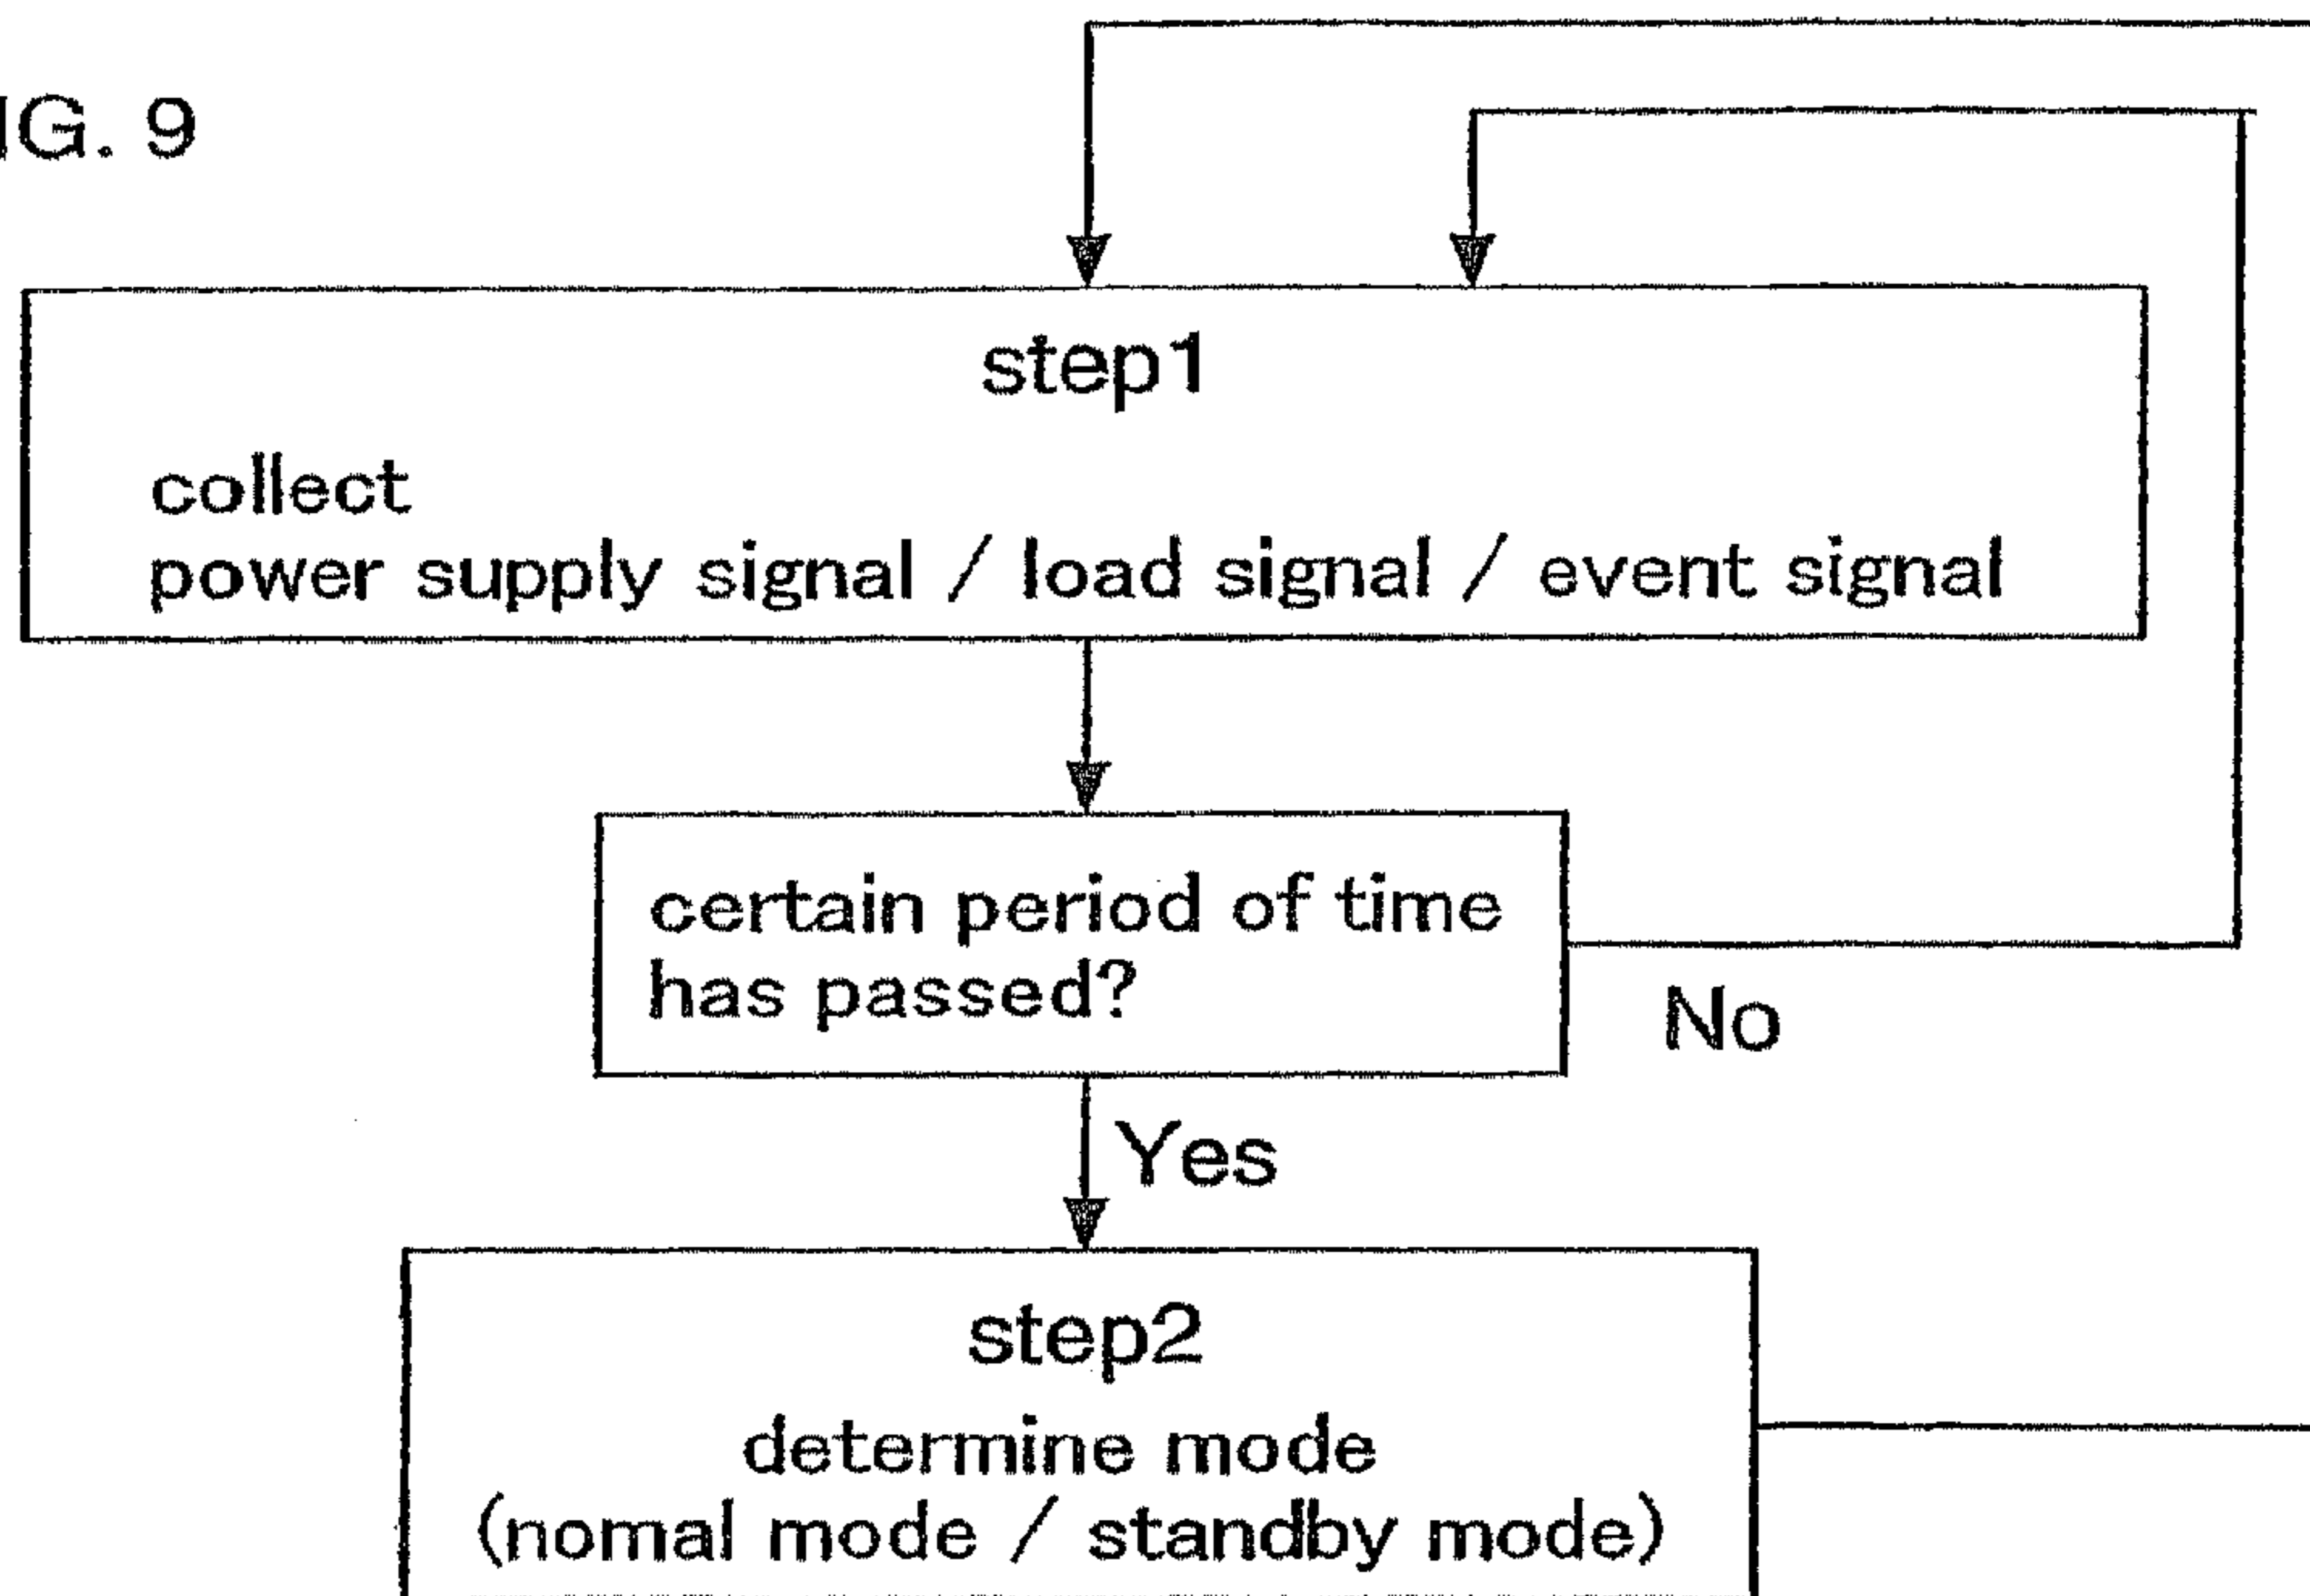 IG. 9
step1
collect
power supply signal / load signal / event signal
certain period of time
has passed?
No
Yes
step2
determine mode
(nomal mode / standby mode)